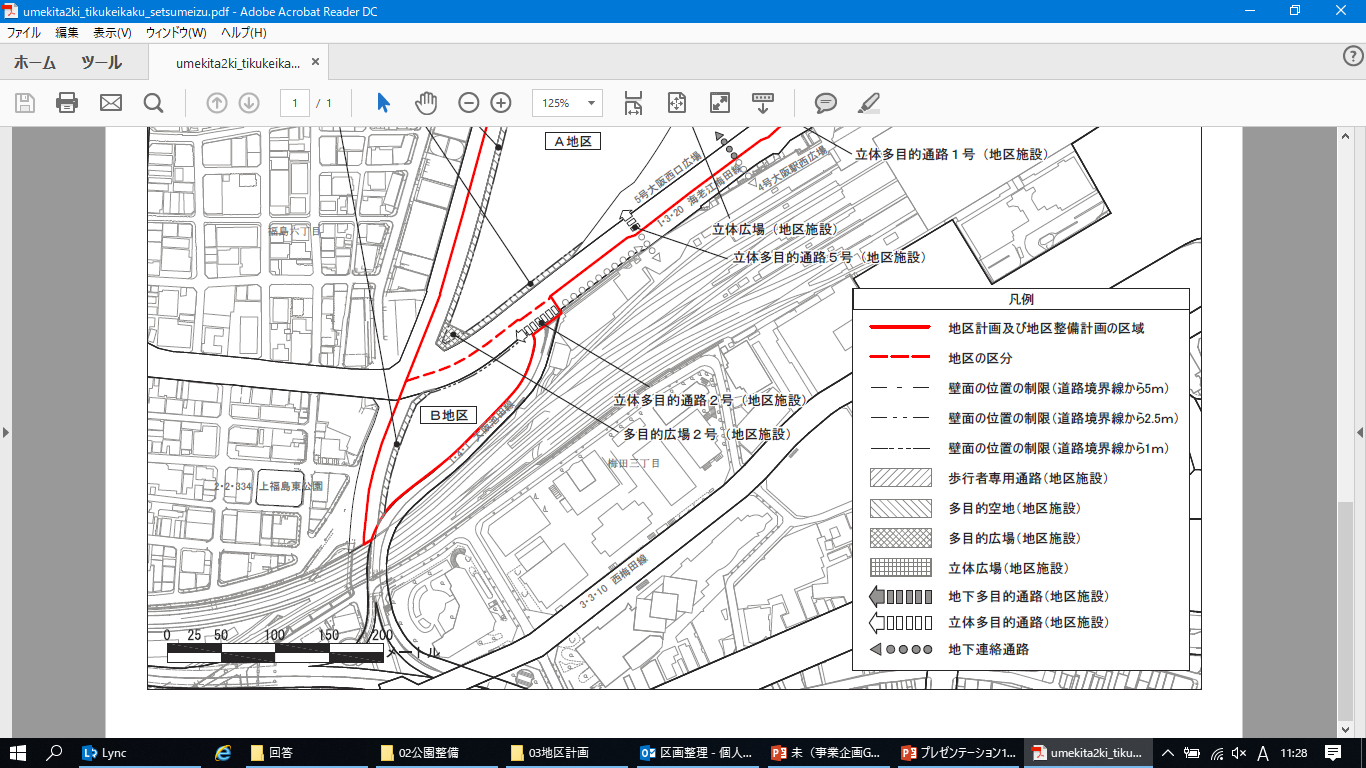 umekita2ki_tikukeikaku_setsumeizu.pdf - Adobe Acrobat Reader DC
ファイル 編集 表示(V) ウィンドウ(W) ヘルプ(H)
ホーム ツール umekita2ki_tikukeika... ×
1 / 1 125%
A地区
立体多目的通路1号(地区施設)
5号大阪西口広場
1・3・20 海老江梅田線
4号大阪駅西広場
福島六丁目
立体広場(地区施設)
立体多目的通路5号(地区施設)
立体多目的通路2号(地区施設)
B地区
多目的広場2号(地区施設)
大阪池田線
梅田三丁目
2・2・334 上福島東公園
3・3・10 西梅田線
0 25 50 100 150 200
メートル
凡例
地区計画及び地区整備計画の区域
地区の区分
壁面の位置の制限(道路境界線から5m)
壁面の位置の制限(道路境界線から2.5m)
壁面の位置の制限(道路境界線から1m)
歩行者専用通路(地区施設)
多目的空地(地区施設)
多目的広場(地区施設)
立体広場(地区施設)
地下多目的通路(地区施設)
立体多目的通路(地区施設)
地下連絡通路
Lync 回答 02公園整備 03地区計画 区画整理 - 個人... 未（事業企画G... プレゼンテーション1... umekita2ki_tiku... A 11:28